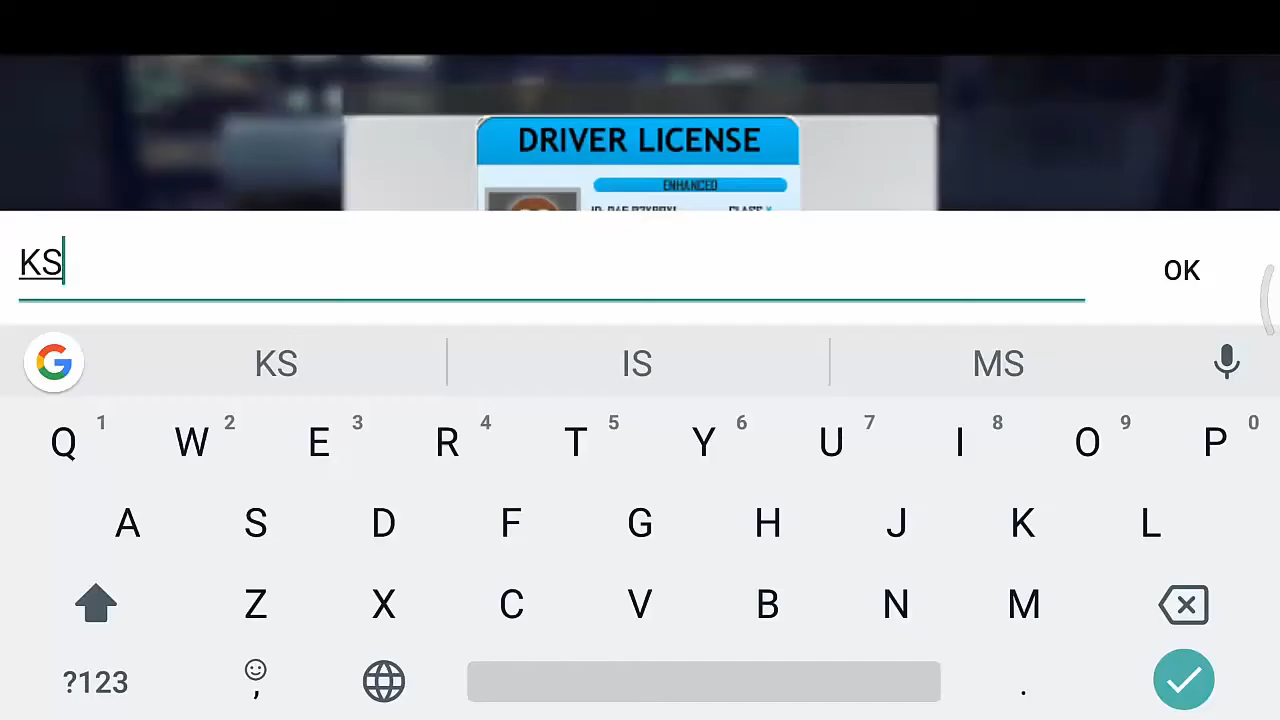 DRIVER LICENSE
ENHANCED
KS
OK
KS IS MS
Q 1 W 2 E 3 R 4 T 5 Y 6 U 7 I 8 O 9 P 0
A S D F G H J K L
Z X C V B N M
?123 , .